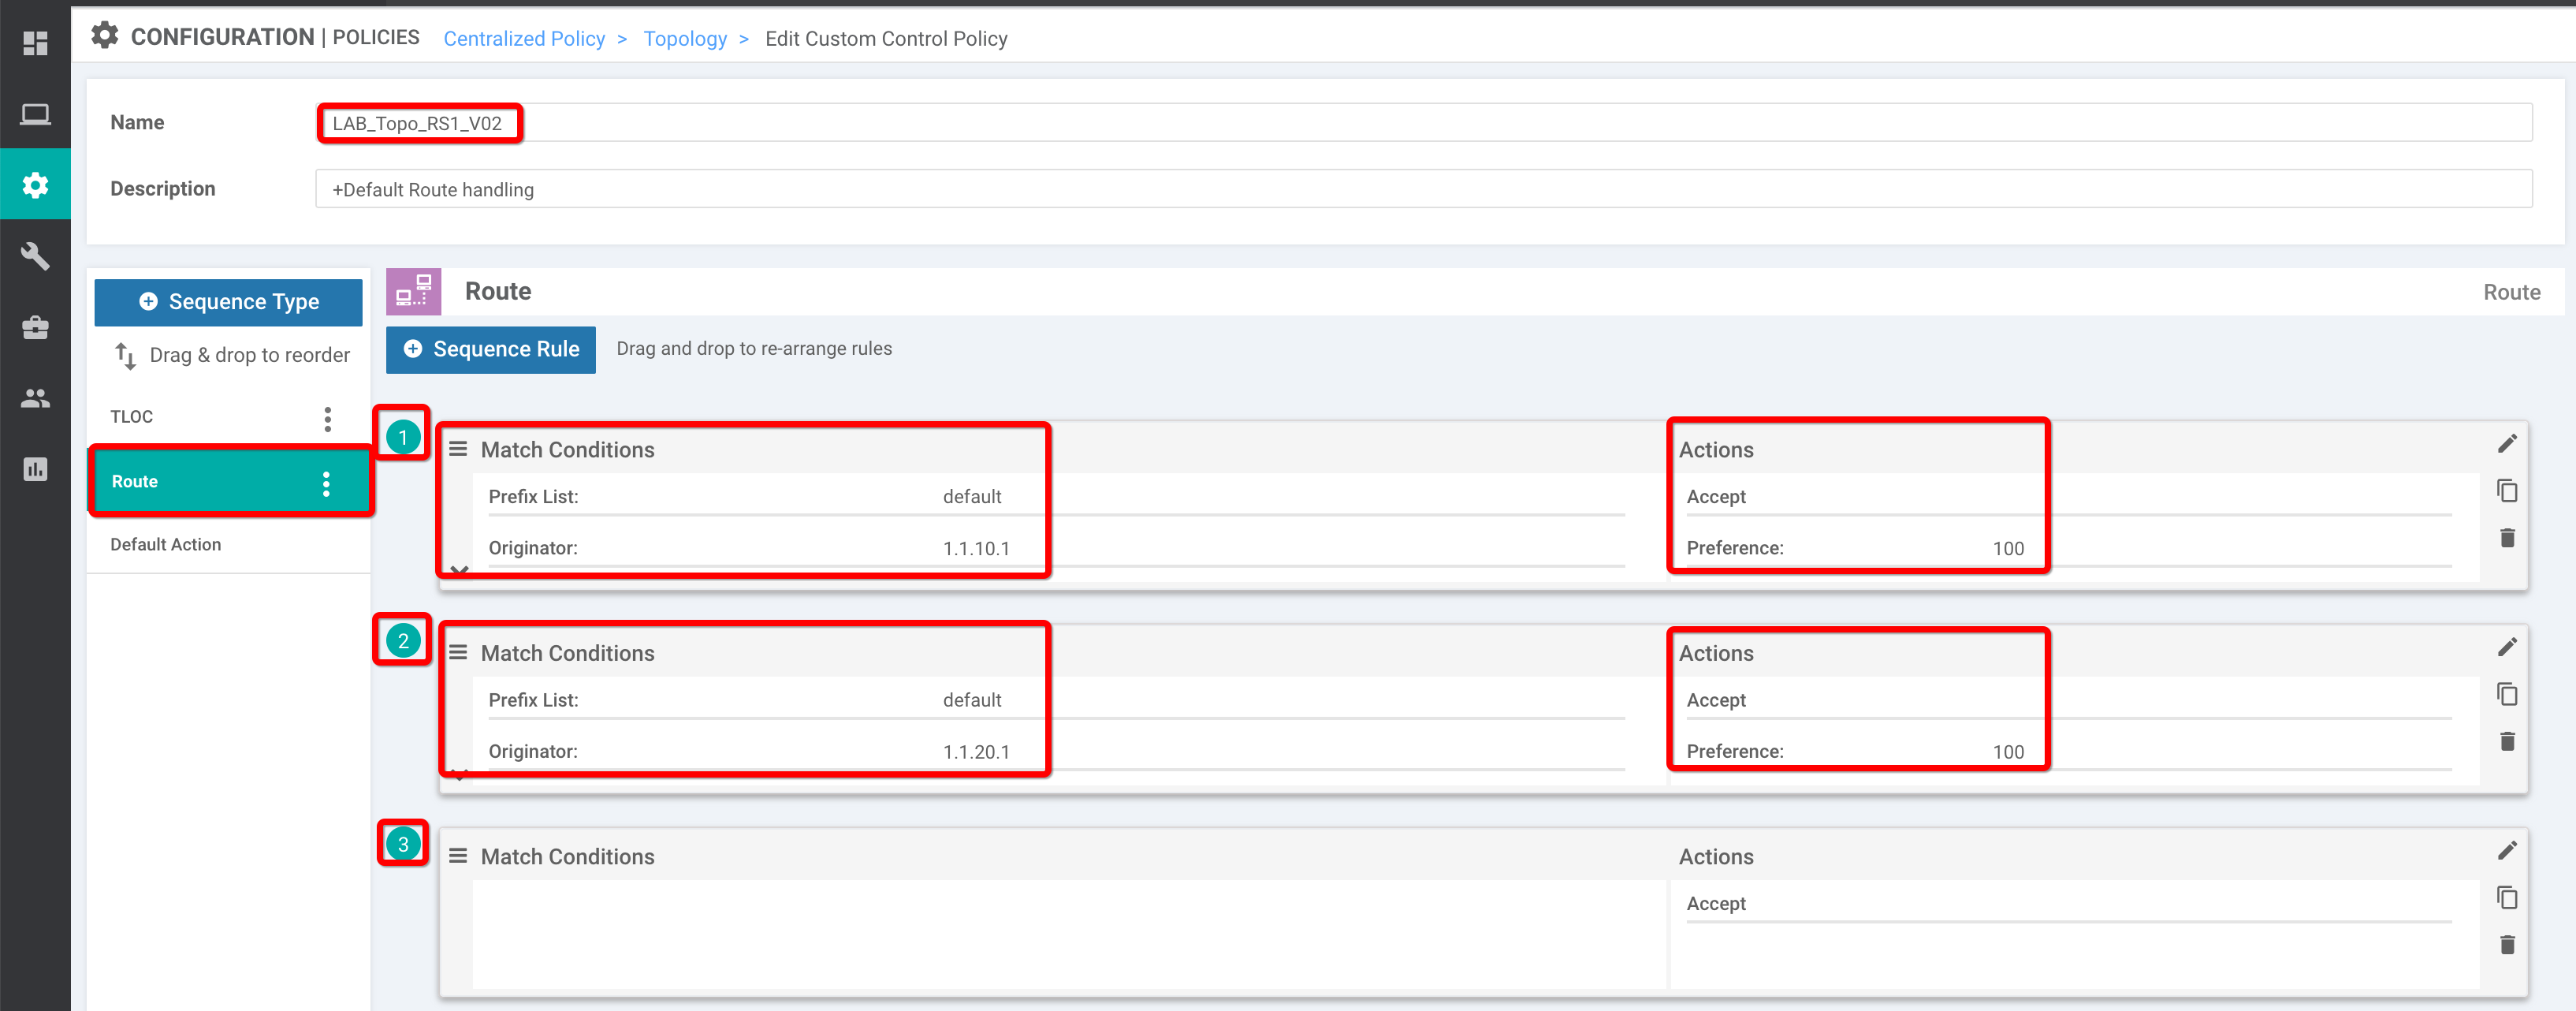 CONFIGURATION | POLICIES Centralized Policy > Topology > Edit Custom Control Policy
Name LAB_Topo_RS1_V02
Description +Default Route handling
Sequence Type
Drag & drop to reorder
TLOC
Route
Default Action
Route Route
Sequence Rule Drag and drop to re-arrange rules
1 Match Conditions Actions
Prefix List: default Accept
Originator: 1.1.10.1 Preference: 100
2 Match Conditions Actions
Prefix List: default Accept
Originator: 1.1.20.1 Preference: 100
3 Match Conditions Actions
Accept